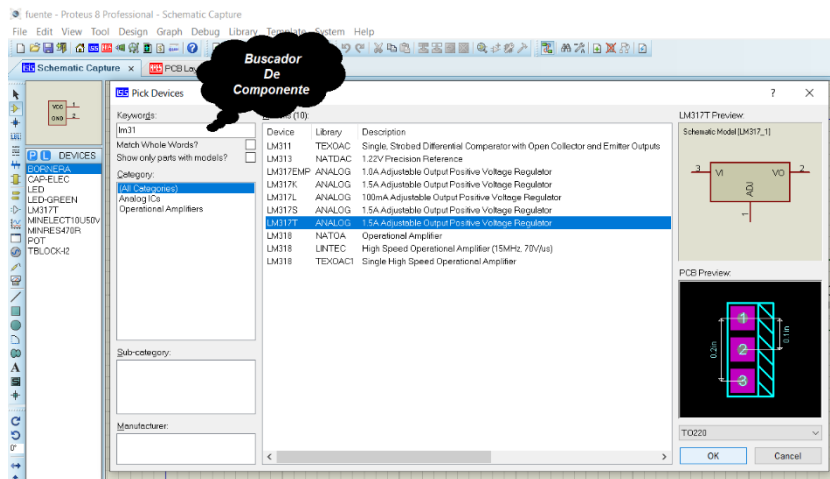 fuente - Proteus 8 Professional - Schematic Capture
File Edit View Tool Design Graph Debug Library Template System Help
Schematic Capture × PCB Lay
Buscador
De
Componente
Pick Devices ? ×
Keywords:
lm31
Match Whole Words?
Show only parts with models?
Category:
(All Categories)
Analog ICs
Operational Amplifiers
Sub-category:
Manufacturer:
(10):
Device Library Description
LM311 TEXOAC Single, Strobed Differential Comparator with Open Collector and Emitter Outputs
LM313 NATDAC 1.22V Precision Reference
LM317EMP ANALOG 1.0A Adjustable Output Positive Voltage Regulator
LM317K ANALOG 1.5A Adjustable Output Positive Voltage Regulator
LM317L ANALOG 100mA Adjustable Output Positive Voltage Regulator
LM317S ANALOG 1.5A Adjustable Output Positive Voltage Regulator
LM317T ANALOG 1.5A Adjustable Output Positive Voltage Regulator
LM318 NATOA Operational Amplifier
LM318 LINTEC High Speed Operational Amplifier (15MHz, 70V/us)
LM318 TEXOAC1 Single High Speed Operational Amplifier
LM317T Preview:
Schematic Model [LM317_1]
3 VI VO 2
ADJ
1
PCB Preview:
1
2
3
0.2in
0.1in
TO220
OK Cancel
VCC 1
GND 2
P L DEVICES
BORNERA
CAP-ELEC
LED
LED-GREEN
LM317T
MINELECT10U50V
MINRES470R
POT
TBLOCK-I2
A
0°